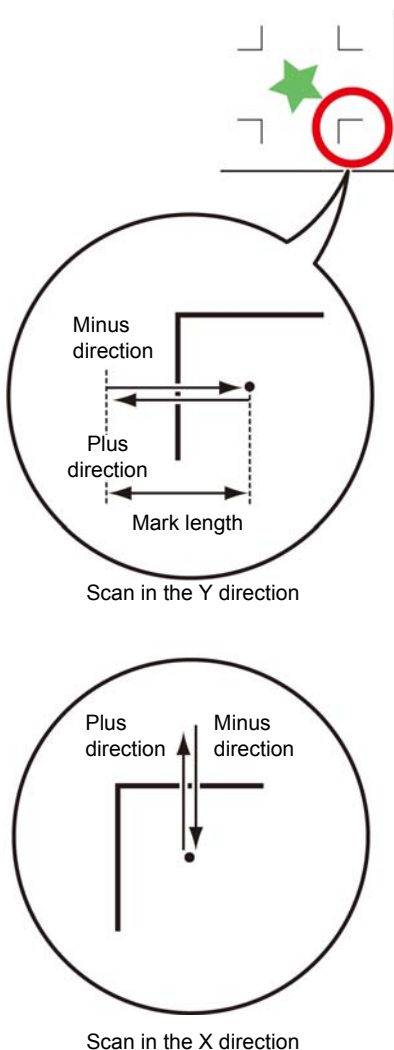 Minus
direction
Plus
direction
Mark length
Scan in the Y direction
Plus
direction
Minus
direction
Scan in the X direction